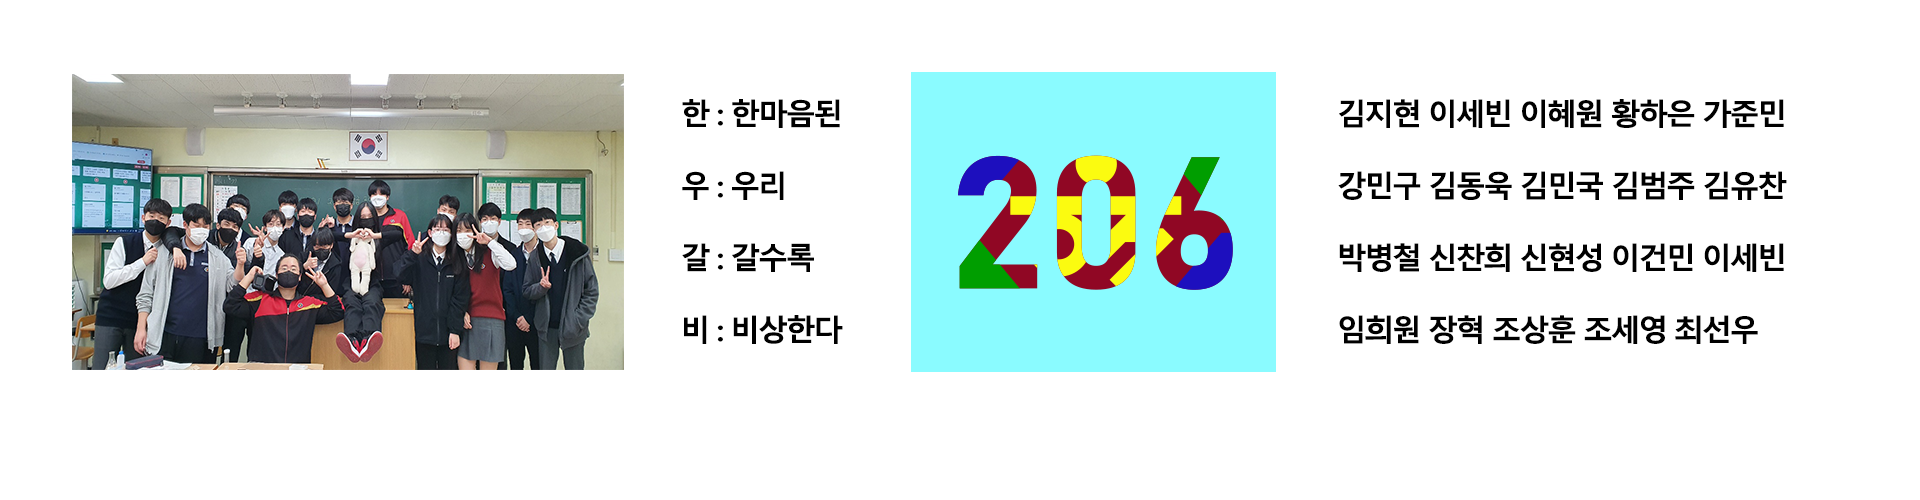 한 : 한마음된
우 : 우리
갈 : 갈수록
비 : 비상한다
206
김지현 이세빈 이혜원 황하은 가준민
강민구 김동욱 김민국 김범주 김유찬
박병철 신찬희 신현성 이건민 이세빈
임희원 장혁 조상훈 조세영 최선우